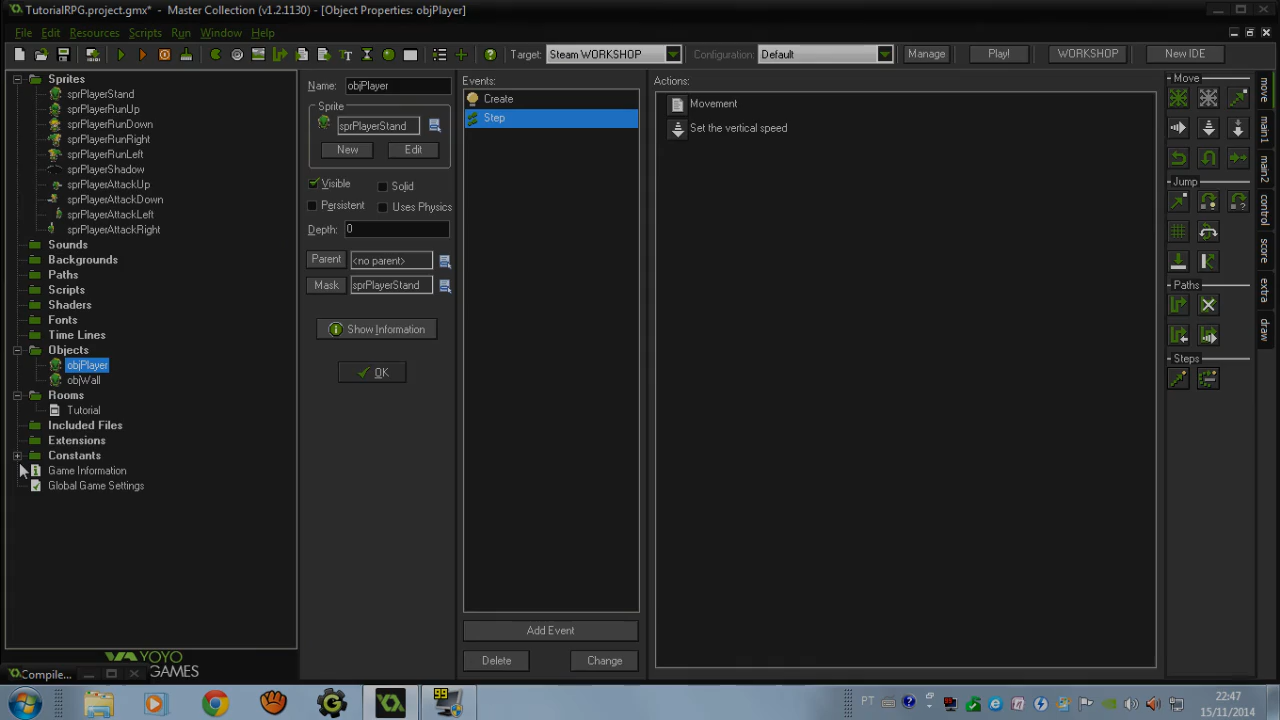 TutorialRPG.project.gmx* - Master Collection (v1.2.1130) - [Object Properties: objPlayer]
File Edit Resources Scripts Run Window Help
Target: Steam WORKSHOP Configuration: Default Manage Play! WORKSHOP New IDE
Sprites
sprPlayerStand
sprPlayerRunUp
sprPlayerRunDown
sprPlayerRunRight
sprPlayerRunLeft
sprPlayerShadow
sprPlayerAttackUp
sprPlayerAttackDown
sprPlayerAttackLeft
sprPlayerAttackRight
Sounds
Backgrounds
Paths
Scripts
Shaders
Fonts
Time Lines
Objects
objPlayer
objWall
Rooms
Tutorial
Included Files
Extensions
Constants
Game Information
Global Game Settings
YOYO
GAMES
Compile...
Name: objPlayer
Sprite
sprPlayerStand
New Edit
Visible Solid
Persistent Uses Physics
Depth: 0
Parent <no parent>
Mask sprPlayerStand
Show Information
OK
Events:
Create
Step
Add Event
Delete Change
Actions:
Movement
Set the vertical speed
Move
Jump
Paths
Steps
move
main1
main2
control
score
extra
draw
99
PT
22:47
15/11/2014